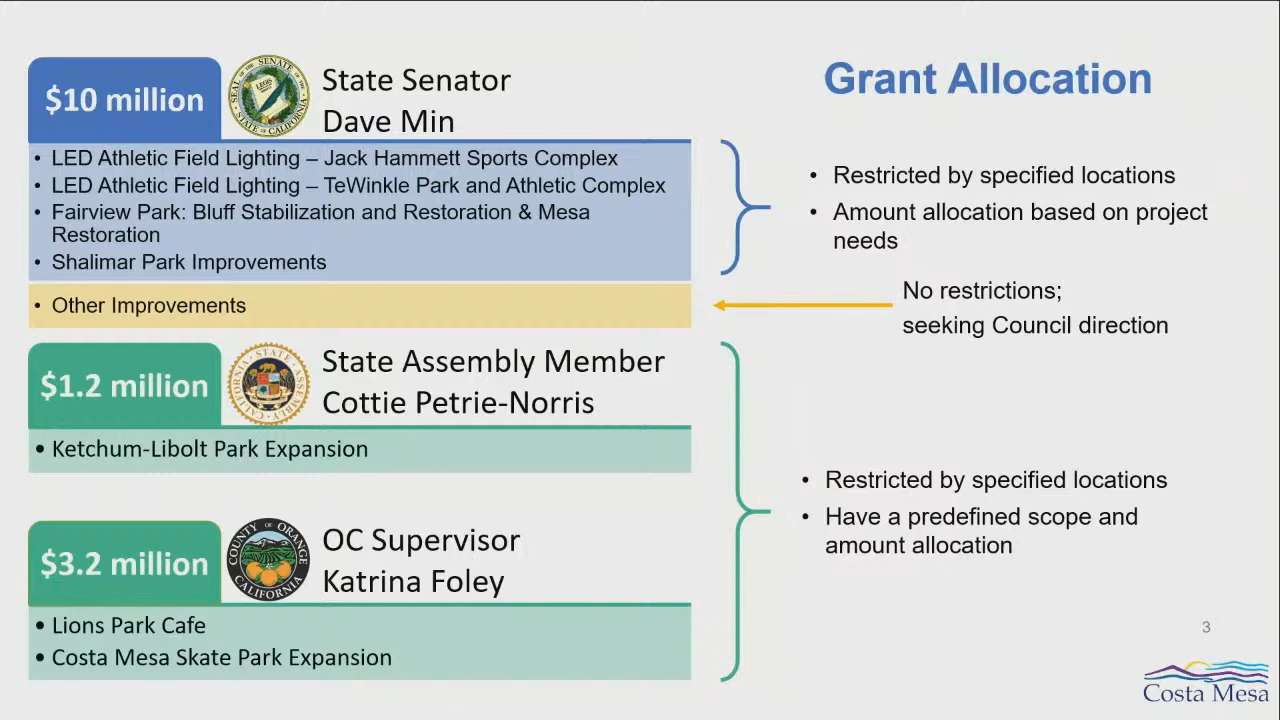 Grant Allocation
$10 million
State Senator
Dave Min
• LED Athletic Field Lighting – Jack Hammett Sports Complex
• LED Athletic Field Lighting – TeWinkle Park and Athletic Complex
• Fairview Park: Bluff Stabilization and Restoration & Mesa
Restoration
• Shalimar Park Improvements
• Restricted by specified locations
• Amount allocation based on project
needs
• Other Improvements
No restrictions;
seeking Council direction
$1.2 million
State Assembly Member
Cottie Petrie-Norris
• Ketchum-Libolt Park Expansion
$3.2 million
COUNTY OF ORANGE
CALIFORNIA
OC Supervisor
Katrina Foley
• Lions Park Cafe
• Costa Mesa Skate Park Expansion
• Restricted by specified locations
• Have a predefined scope and
amount allocation
3
Costa Mesa